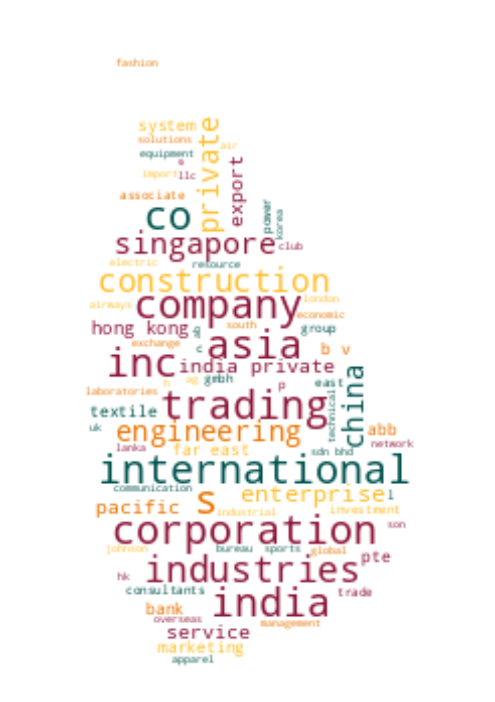 fashion
system private
solutions air
equipment
e export
import llc
associate power
co korea
singapore club
electric resource
construction
company london
airways economic
hong kong e south group
exchange c asia b v
inc india private
h ag gmbh p east china
laboratories
textile trading technical
uk engineering abb
lanka far east sdn bhd network
international
communication
s enterprise l
pacific industrial investment
corporation son
johnson bureau sports global pte
hk industries
consultants trade
bank india
overseas management
service
marketing
apparel